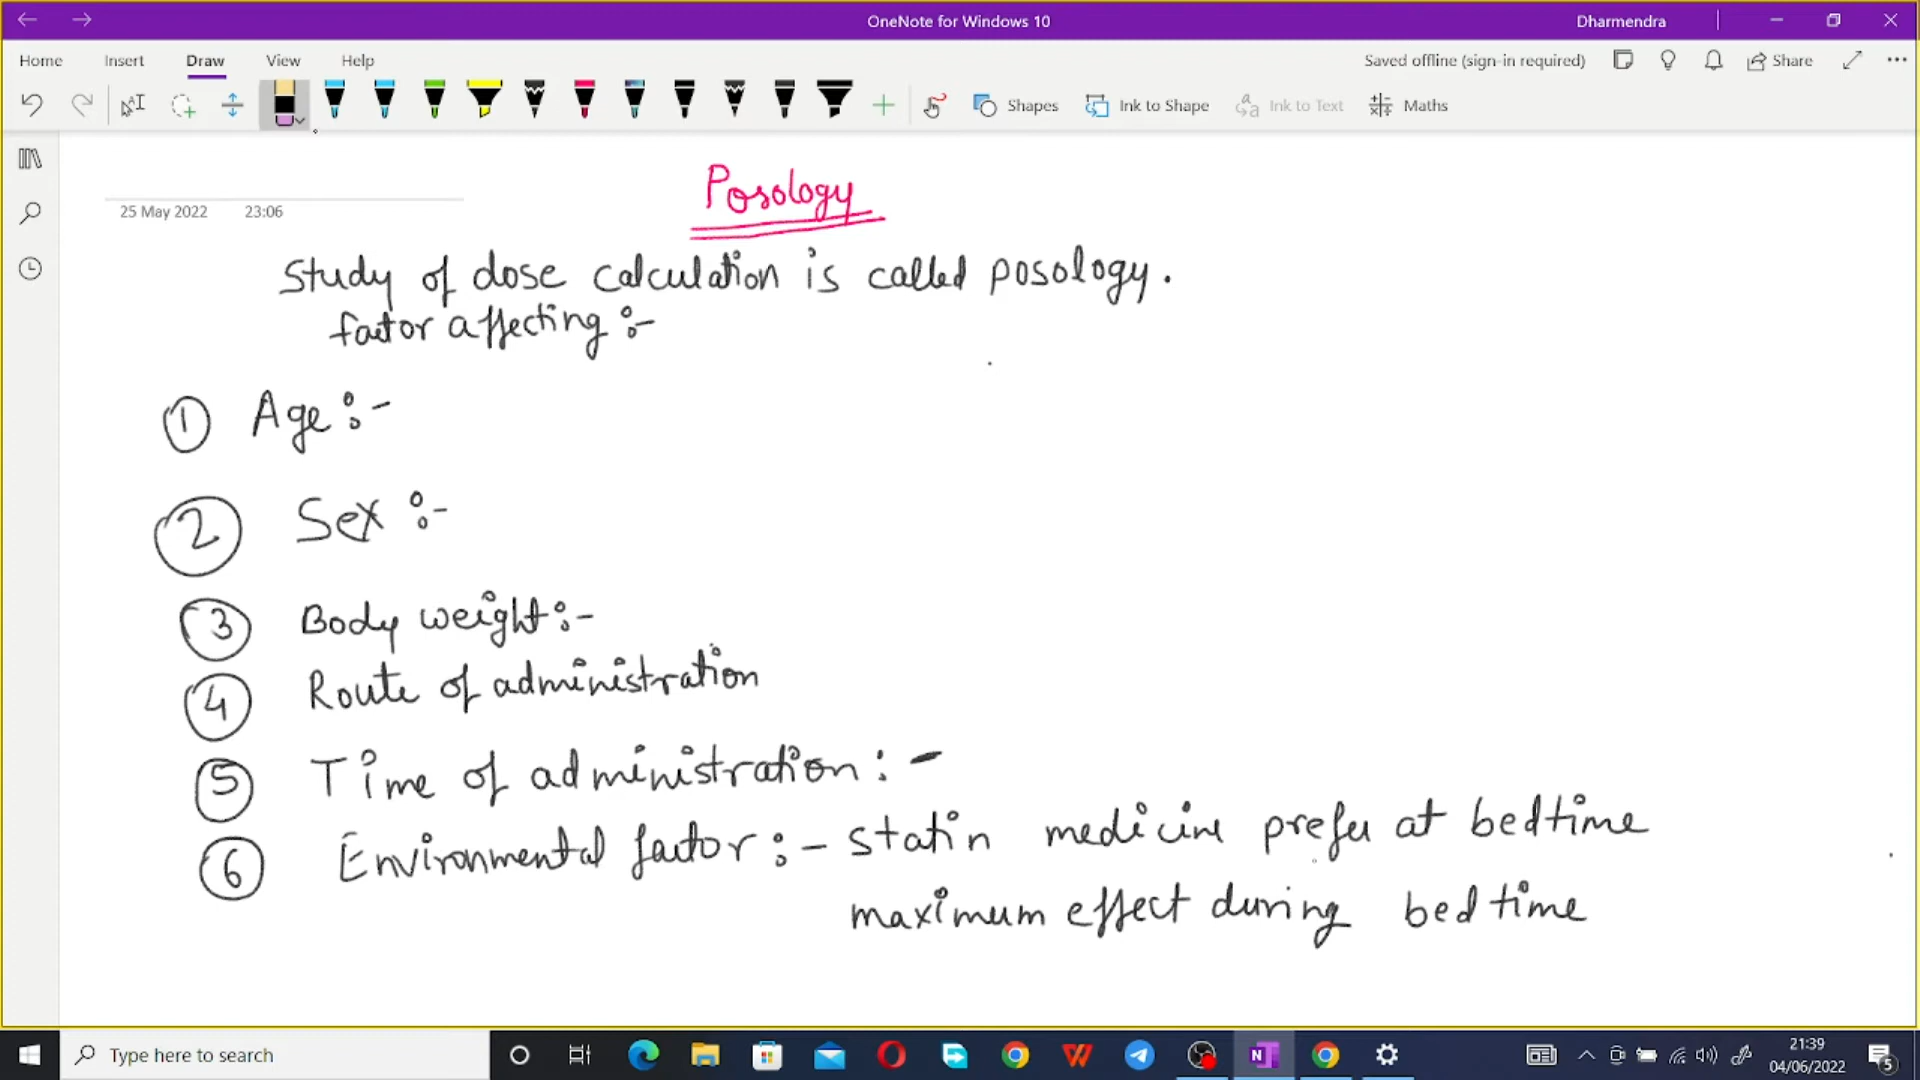 OneNote for Windows 10
Dharmendra
Home Insert Draw View Help
Saved offline (sign-in required)
Share
Shapes
Ink to Shape
Ink to Text
Maths
Posology
25 May 2022 23:06
Study of dose calculation is called posology.
factor affecting :-
1 Age :-
2 Sex :-
3 Body weight :-
4 Route of administration
5 Time of administration : -
6 Environmental factor : - statin medicine prefer at bedtime
maximum effect during bedtime
Type here to search
21:39
04/06/2022
5